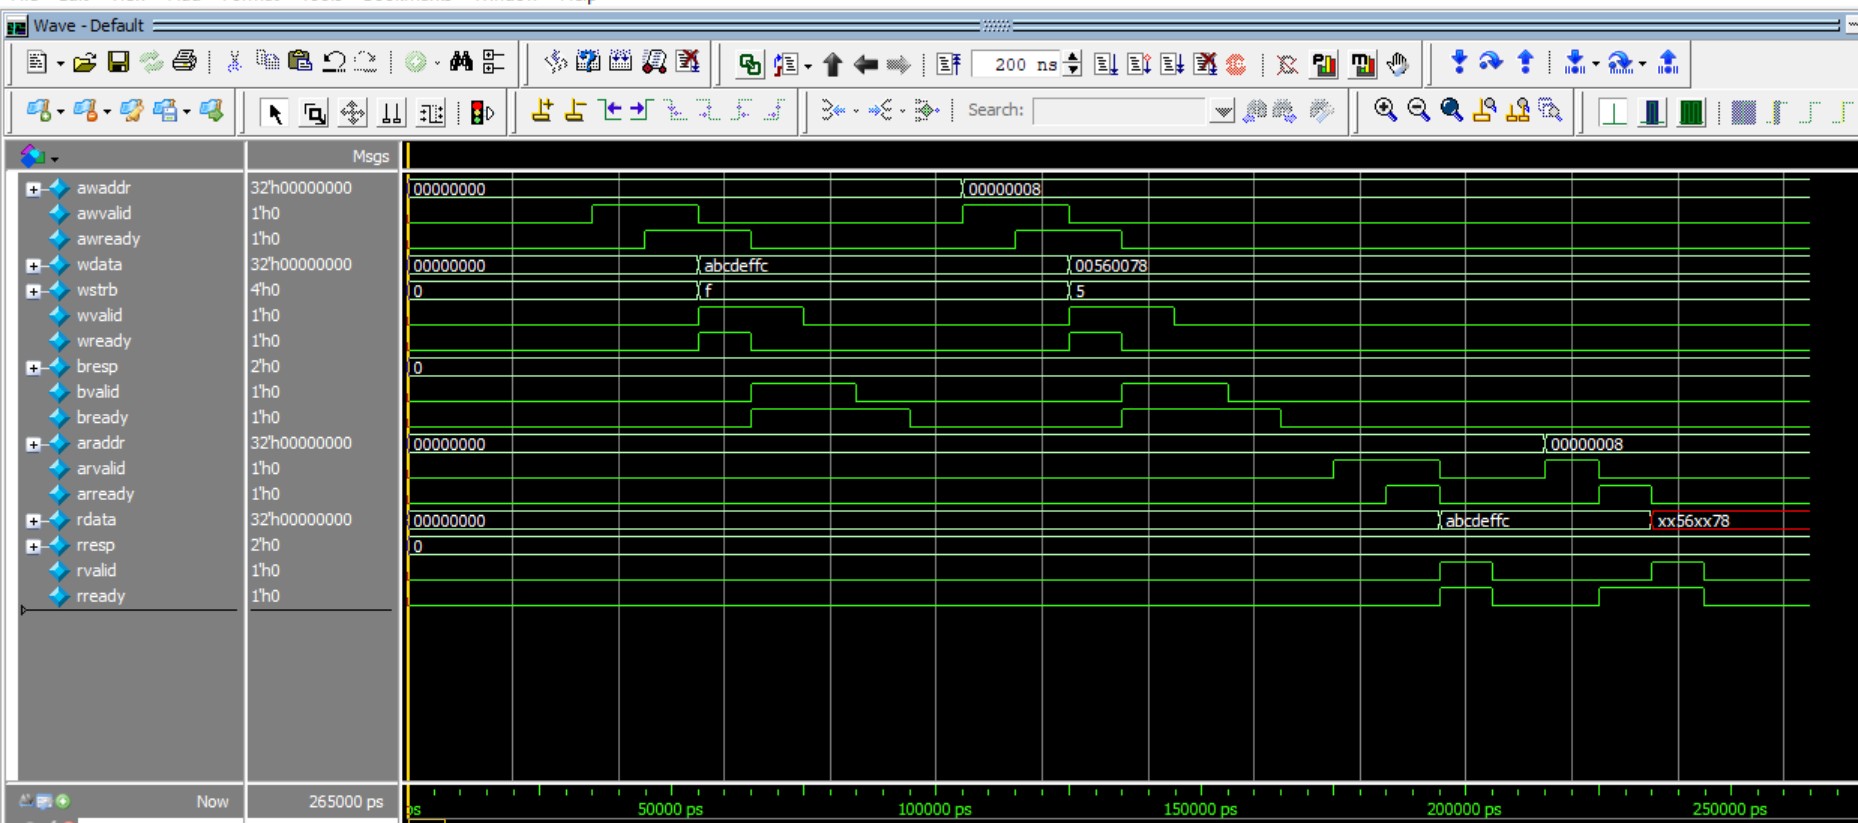 Wave - Default
200 ns
Search:
Msgs
awaddr 32'h00000000 00000000 00000008
awvalid 1'h0
awready 1'h0
wdata 32'h00000000 00000000 abcdeffc 00560078
wstrb 4'h0 0 f 5
wvalid 1'h0
wready 1'h0
bresp 2'h0 0
bvalid 1'h0
bready 1'h0
araddr 32'h00000000 00000000 00000008
arvalid 1'h0
arready 1'h0
rdata 32'h00000000 00000000 abcdeffc xx56xx78
rresp 2'h0 0
rvalid 1'h0
rready 1'h0
Now 265000 ps ps 50000 ps 100000 ps 150000 ps 200000 ps 250000 ps